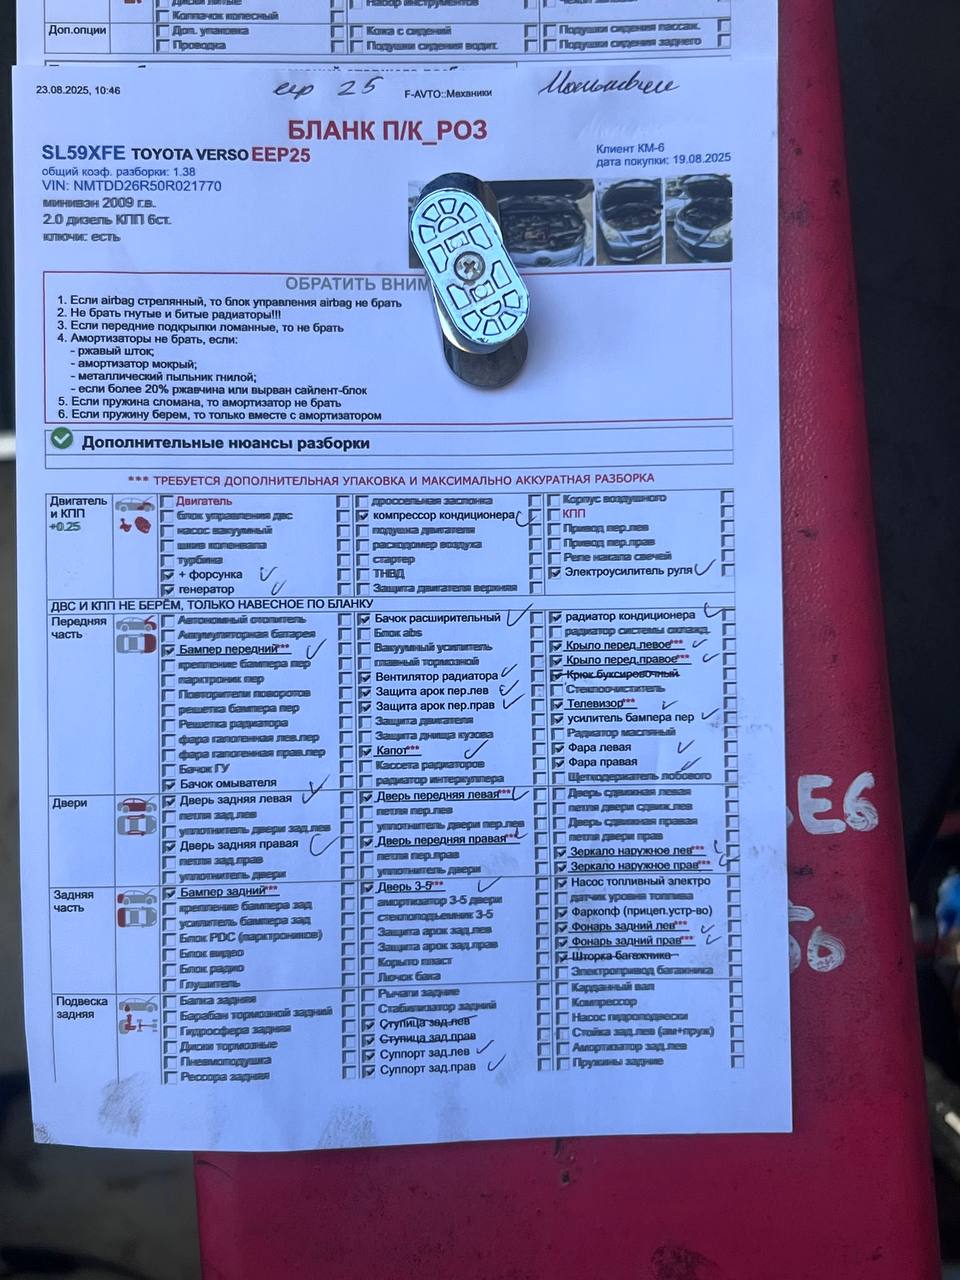 Колпачок колесный
Доп.опции
Доп. упаковка
Проводка
Кожа с сидений
Подушки сидения водит.
Подушки сидения пассаж.
Подушки сидения заднего
23.08.2025, 10:46
eep 25
F-AVTO::Механики
БЛАНК П/К_РОЗ
SL59XFE TOYOTA VERSO EEP25
общий коэф. разборки: 1.38
VIN: NMTDD26R50R021770
минивэн 2009 г.в.
2.0 дизель КПП 6ст.
ключи: есть
Клиент КМ-6
дата покупки: 19.08.2025
ОБРАТИТЬ ВНИМ
1. Если airbag стрелянный, то блок управления airbag не брать
2. Не брать гнутые и битые радиаторы!!!
3. Если передние подкрылки ломанные, то не брать
4. Амортизаторы не брать, если:
- ржавый шток;
- амортизатор мокрый;
- металлический пыльник гнилой;
- если более 20% ржавчина или вырван сайлент-блок
5. Если пружина сломана, то амортизатор не брать
6. Если пружину берем, то только вместе с амортизатором
Дополнительные нюансы разборки
*** ТРЕБУЕТСЯ ДОПОЛНИТЕЛЬНАЯ УПАКОВКА И МАКСИМАЛЬНО АККУРАТНАЯ РАЗБОРКА
Двигатель
и КПП
+0.25
Двигатель
блок управления двс
насос вакуумный
шкив коленвала
турбина
+ форсунка
генератор
дроссельная заслонка
компрессор кондиционера
подушка двигателя
расходомер воздуха
стартер
ТНВД
Защита двигателя верхняя
Корпус воздушного
КПП
Привод пер.лев
Привод пер.прав
Реле накала свечей
Электроусилитель руля
ДВС И КПП НЕ БЕРЁМ, ТОЛЬКО НАВЕСНОЕ ПО БЛАНКУ
Передняя
часть
Автономный отопитель
Аккумуляторная батарея
Бампер передний***
крепление бампера пер
парктроник пер
Повторители поворотов
решетка бампера пер
Решетка радиатора
фара галогенная лев.пер
фара галогенная прав.пер
Бачок ГУ
Бачок омывателя
Бачок расширительный
Блок abs
Вакуумный усилитель
главный тормозной
Вентилятор радиатора
Защита арок пер.лев
Защита арок пер.прав
Защита двигателя
Защита днища кузова
Капот***
Кассета радиаторов
радиатор интеркуллера
радиатор кондиционера
радиатор системы охлажд.
Крыло перед.левое***
Крыло перед.правое***
Крюк буксировочный
Стеклоочиститель
Телевизор***
усилитель бампера пер
Радиатор масляный
Фара левая
Фара правая
Щеткодержатель лобового
Двери
Дверь задняя левая
петля зад.лев
уплотнитель двери зад.лев
Дверь задняя правая
петля зад.прав
уплотнитель двери
Дверь передняя левая***
петля пер.лев
уплотнитель двери пер.лев
Дверь передняя правая***
петля пер.прав
уплотнитель двери
Дверь сдвижная левая
петля двери сдвиж.лев
Дверь сдвижная правая
петля двери прав
Зеркало наружное лев***
Зеркало наружное прав***
Задняя
часть
Бампер задний***
крепление бампера зад
усилитель бампера зад
Блок PDC (парктроников)
Блок видео
Блок радио
Глушитель
Дверь 3-5***
амортизатор 3-5 двери
стеклоподъемник 3-5
Защита арок зад.лев
Защита арок зад.прав
Корыто пласт
Лючок бака
Насос топливный электро
датчик уровня топлива
Фаркопф (прицеп.устр-во)
Фонарь задний лев***
Фонарь задний прав***
Шторка багажника
Электропривод багажника
Подвеска
задняя
Балка задняя
Барабан тормозной задний
Гидросфера задняя
Диски тормозные
Пневмоподушка
Рессора задняя
Рычаги задние
Стабилизатор задний
Ступица зад.лев
Ступица зад.прав
Суппорт зад.лев
Суппорт зад.прав
Карданный вал
Компрессор
Насос гидроподвески
Стойка зад.лев (ам+пруж)
Амортизатор зад.лев
Пружины задние
E6